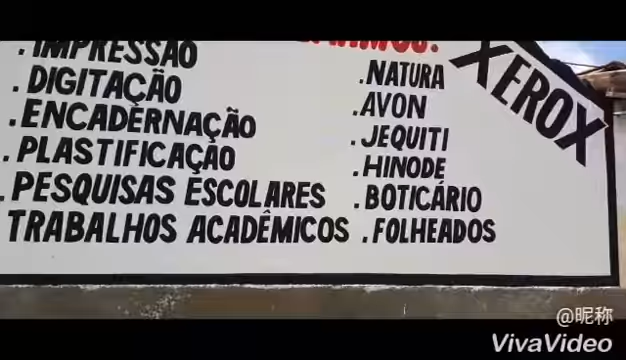 . IMPRESSÃO
. DIGITAÇÃO
. ENCADERNAÇÃO
. PLASTIFICAÇÃO
. PESQUISAS ESCOLARES
TRABALHOS ACADÊMICOS
. NATURA
. AVON
. JEQUITI
. HINODE
. BOTICÁRIO
. FOLHEADOS
XEROX
@昵称
VivaVideo